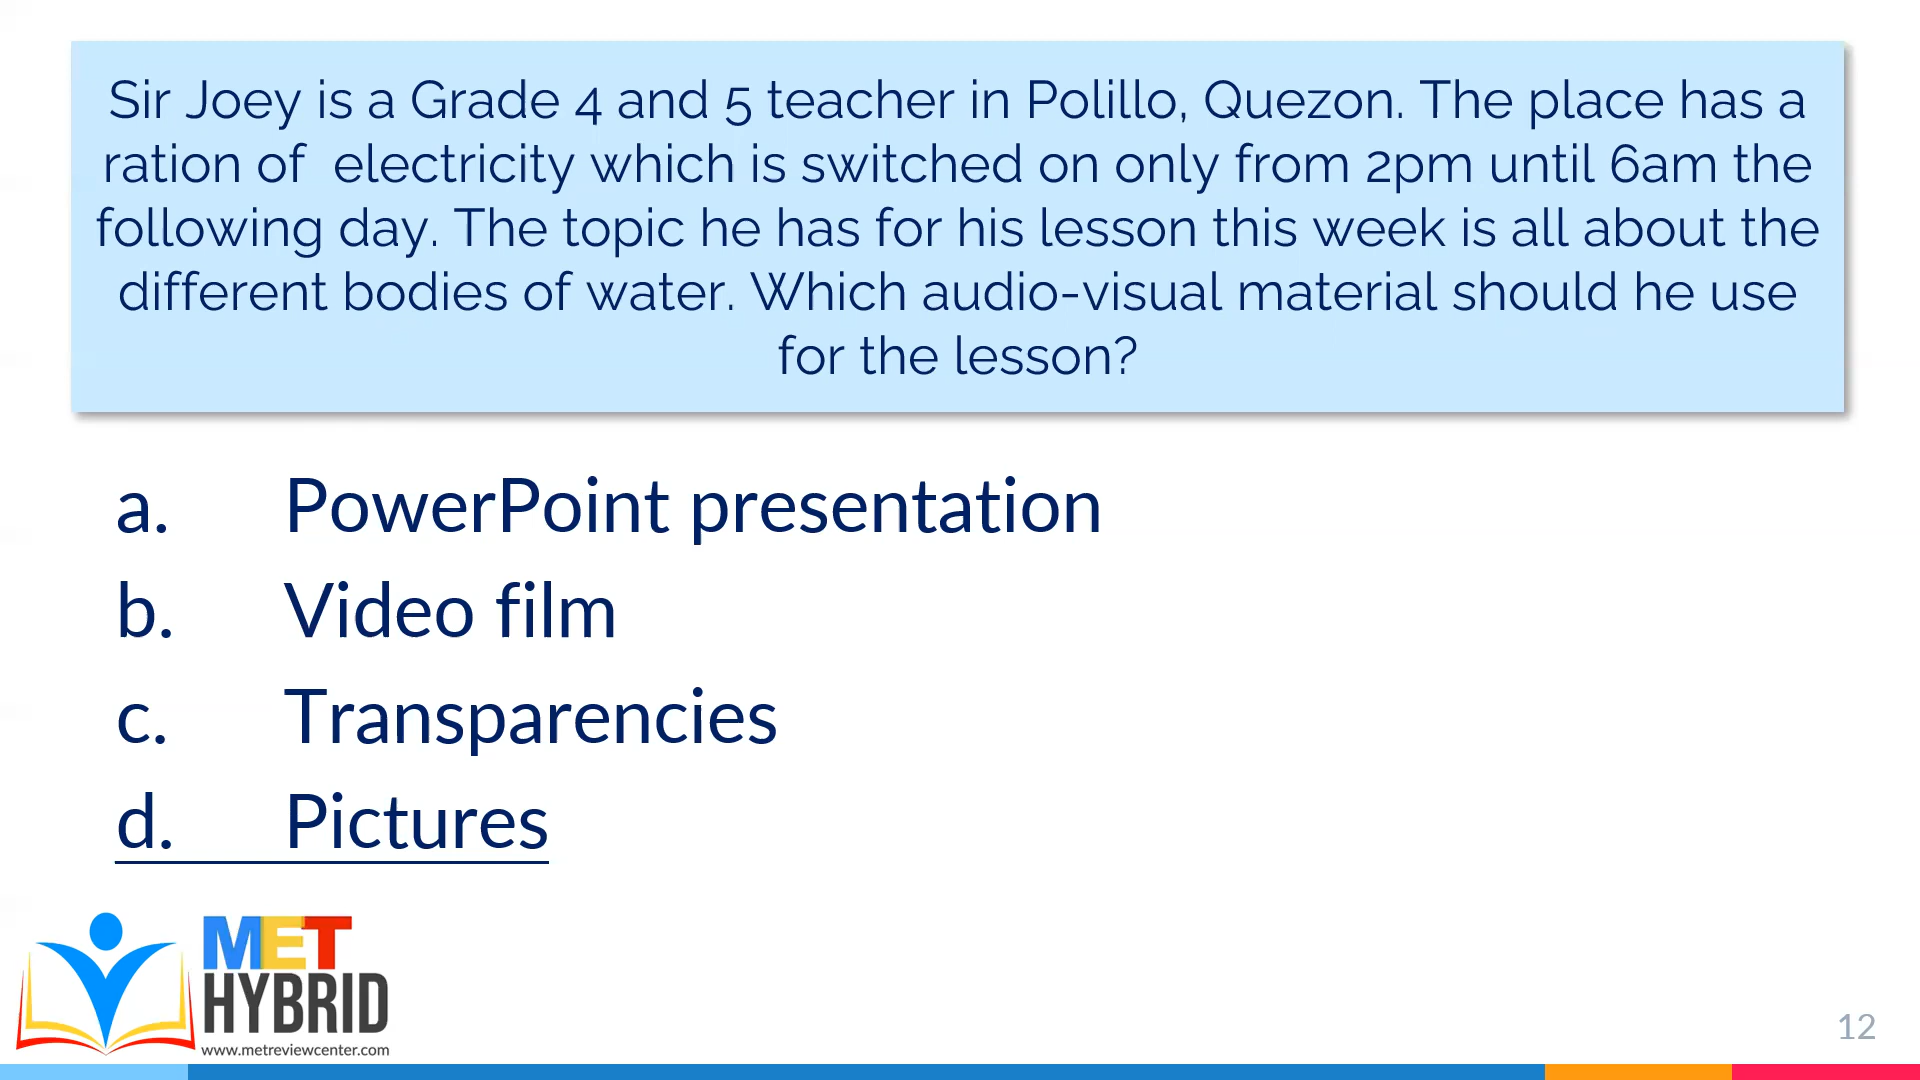 Sir Joey is a Grade 4 and 5 teacher in Polillo, Quezon. The place has a
ration of electricity which is switched on only from 2pm until 6am the
following day. The topic he has for his lesson this week is all about the
different bodies of water. Which audio-visual material should he use
for the lesson?
a. PowerPoint presentation
b. Video film
c. Transparencies
d. Pictures
MET
HYBRID
www.metreviewcenter.com
12